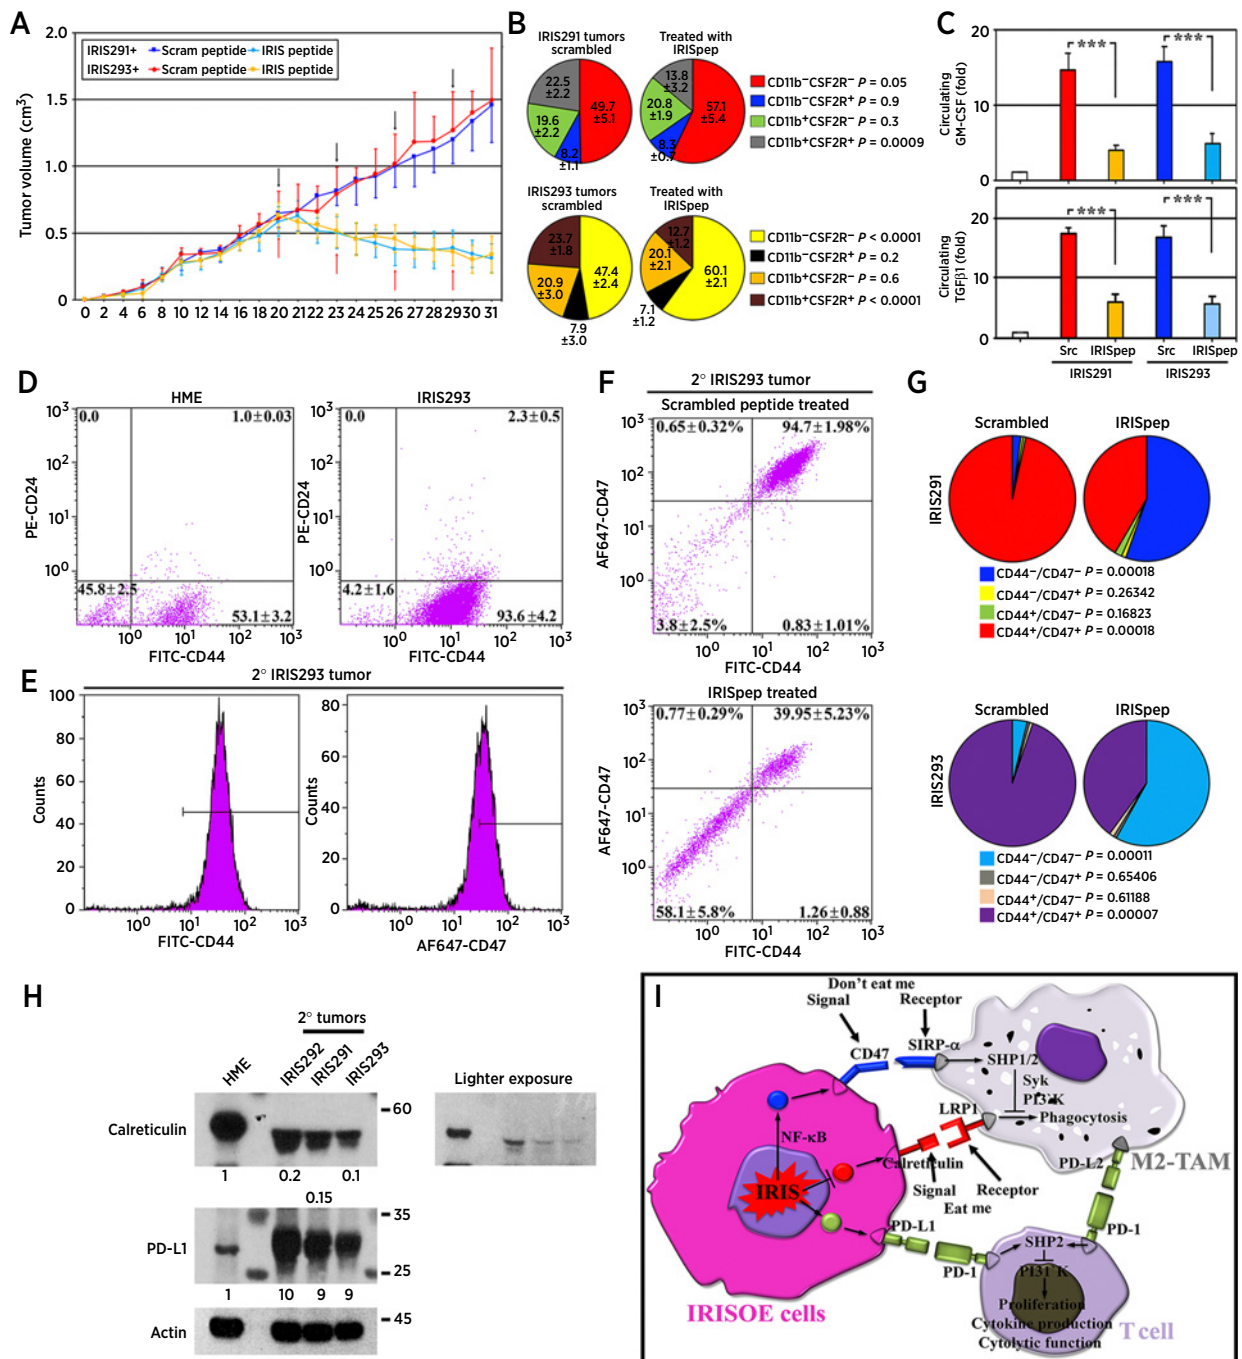 A
IRIS291+ Scram peptide IRIS peptide
IRIS293+ Scram peptide IRIS peptide
Tumor volume (cm³)
2.0
1.5
1.0
0.5
0
0 2 4 6 8 10 12 14 16 18 20 21 22 23 24 25 26 27 28 29 30 31
B
IRIS291 tumors scrambled
Treated with IRISpep
22.5 ±2.2
49.7 ±5.1
19.6 ±2.2
8.2 ±1.1
13.8 ±3.2
57.1 ±5.4
20.8 ±1.9
8.3 ±0.7
CD11b⁻CSF2R⁻ P = 0.05
CD11b⁻CSF2R⁺ P = 0.9
CD11b⁺CSF2R⁻ P = 0.3
CD11b⁺CSF2R⁺ P = 0.0009
IRIS293 tumors scrambled
Treated with IRISpep
23.7 ±1.8
47.4 ±2.4
20.9 ±3.0
7.9 ±3.0
12.7 ±1.2
60.1 ±2.1
20.1 ±2.1
7.1 ±1.2
CD11b⁻CSF2R⁻ P < 0.0001
CD11b⁻CSF2R⁺ P = 0.2
CD11b⁺CSF2R⁻ P = 0.6
CD11b⁺CSF2R⁺ P < 0.0001
C
Circulating GM-CSF (fold)
20
10
0
*** ***
Circulating TGFβ1 (fold)
20
10
0
*** ***
Src IRISpep Src IRISpep
IRIS291 IRIS293
D
HME
PE-CD24
10³
10²
10¹
10⁰
0.0 1.0±0.03
45.8±2.5 53.1±3.2
10⁰ 10¹ 10² 10³
FITC-CD44
IRIS293
PE-CD24
10³
10²
10¹
10⁰
0.0 2.3±0.5
4.2±1.6 93.6±4.2
10⁰ 10¹ 10² 10³
FITC-CD44
E
2° IRIS293 tumor
Counts
100
80
60
40
20
0
10⁰ 10¹ 10² 10³
FITC-CD44
Counts
80
60
40
20
0
10⁰ 10¹ 10² 10³
AF647-CD47
F
2° IRIS293 tumor
Scrambled peptide treated
AF647-CD47
10³
10²
10¹
10⁰
0.65±0.32% 94.7±1.98%
3.8±2.5% 0.83±1.01%
10⁰ 10¹ 10² 10³
FITC-CD44
IRISpep treated
AF647-CD47
10³
10²
10¹
10⁰
0.77±0.29% 39.95±5.23%
58.1±5.8% 1.26±0.88
10⁰ 10¹ 10² 10³
FITC-CD44
G
Scrambled IRISpep
IRIS291
CD44⁻/CD47⁻ P = 0.00018
CD44⁻/CD47⁺ P = 0.26342
CD44⁺/CD47⁻ P = 0.16823
CD44⁺/CD47⁺ P = 0.00018
Scrambled IRISpep
IRIS293
CD44⁻/CD47⁻ P = 0.00011
CD44⁻/CD47⁺ P = 0.65406
CD44⁺/CD47⁻ P = 0.61188
CD44⁺/CD47⁺ P = 0.00007
H
2° tumors
HME IRIS292 IRIS291 IRIS293
Lighter exposure
Calreticulin
60
1 0.2 0.15 0.1
PD-L1
35
25
1 10 9 9
Actin
45
I
Don't eat me
Signal Receptor
CD47
SIRP-α
SHP1/2
Syk
PI3K
Phagocytosis
LRP1
NF-κB
Calreticulin
IRIS
Signal Receptor
Eat me
PD-L2
M2-TAM
PD-L1
PD-1
PD-1
SHP2
Proliferation
Cytokine production
Cytolytic function
T cell
IRISOE cells